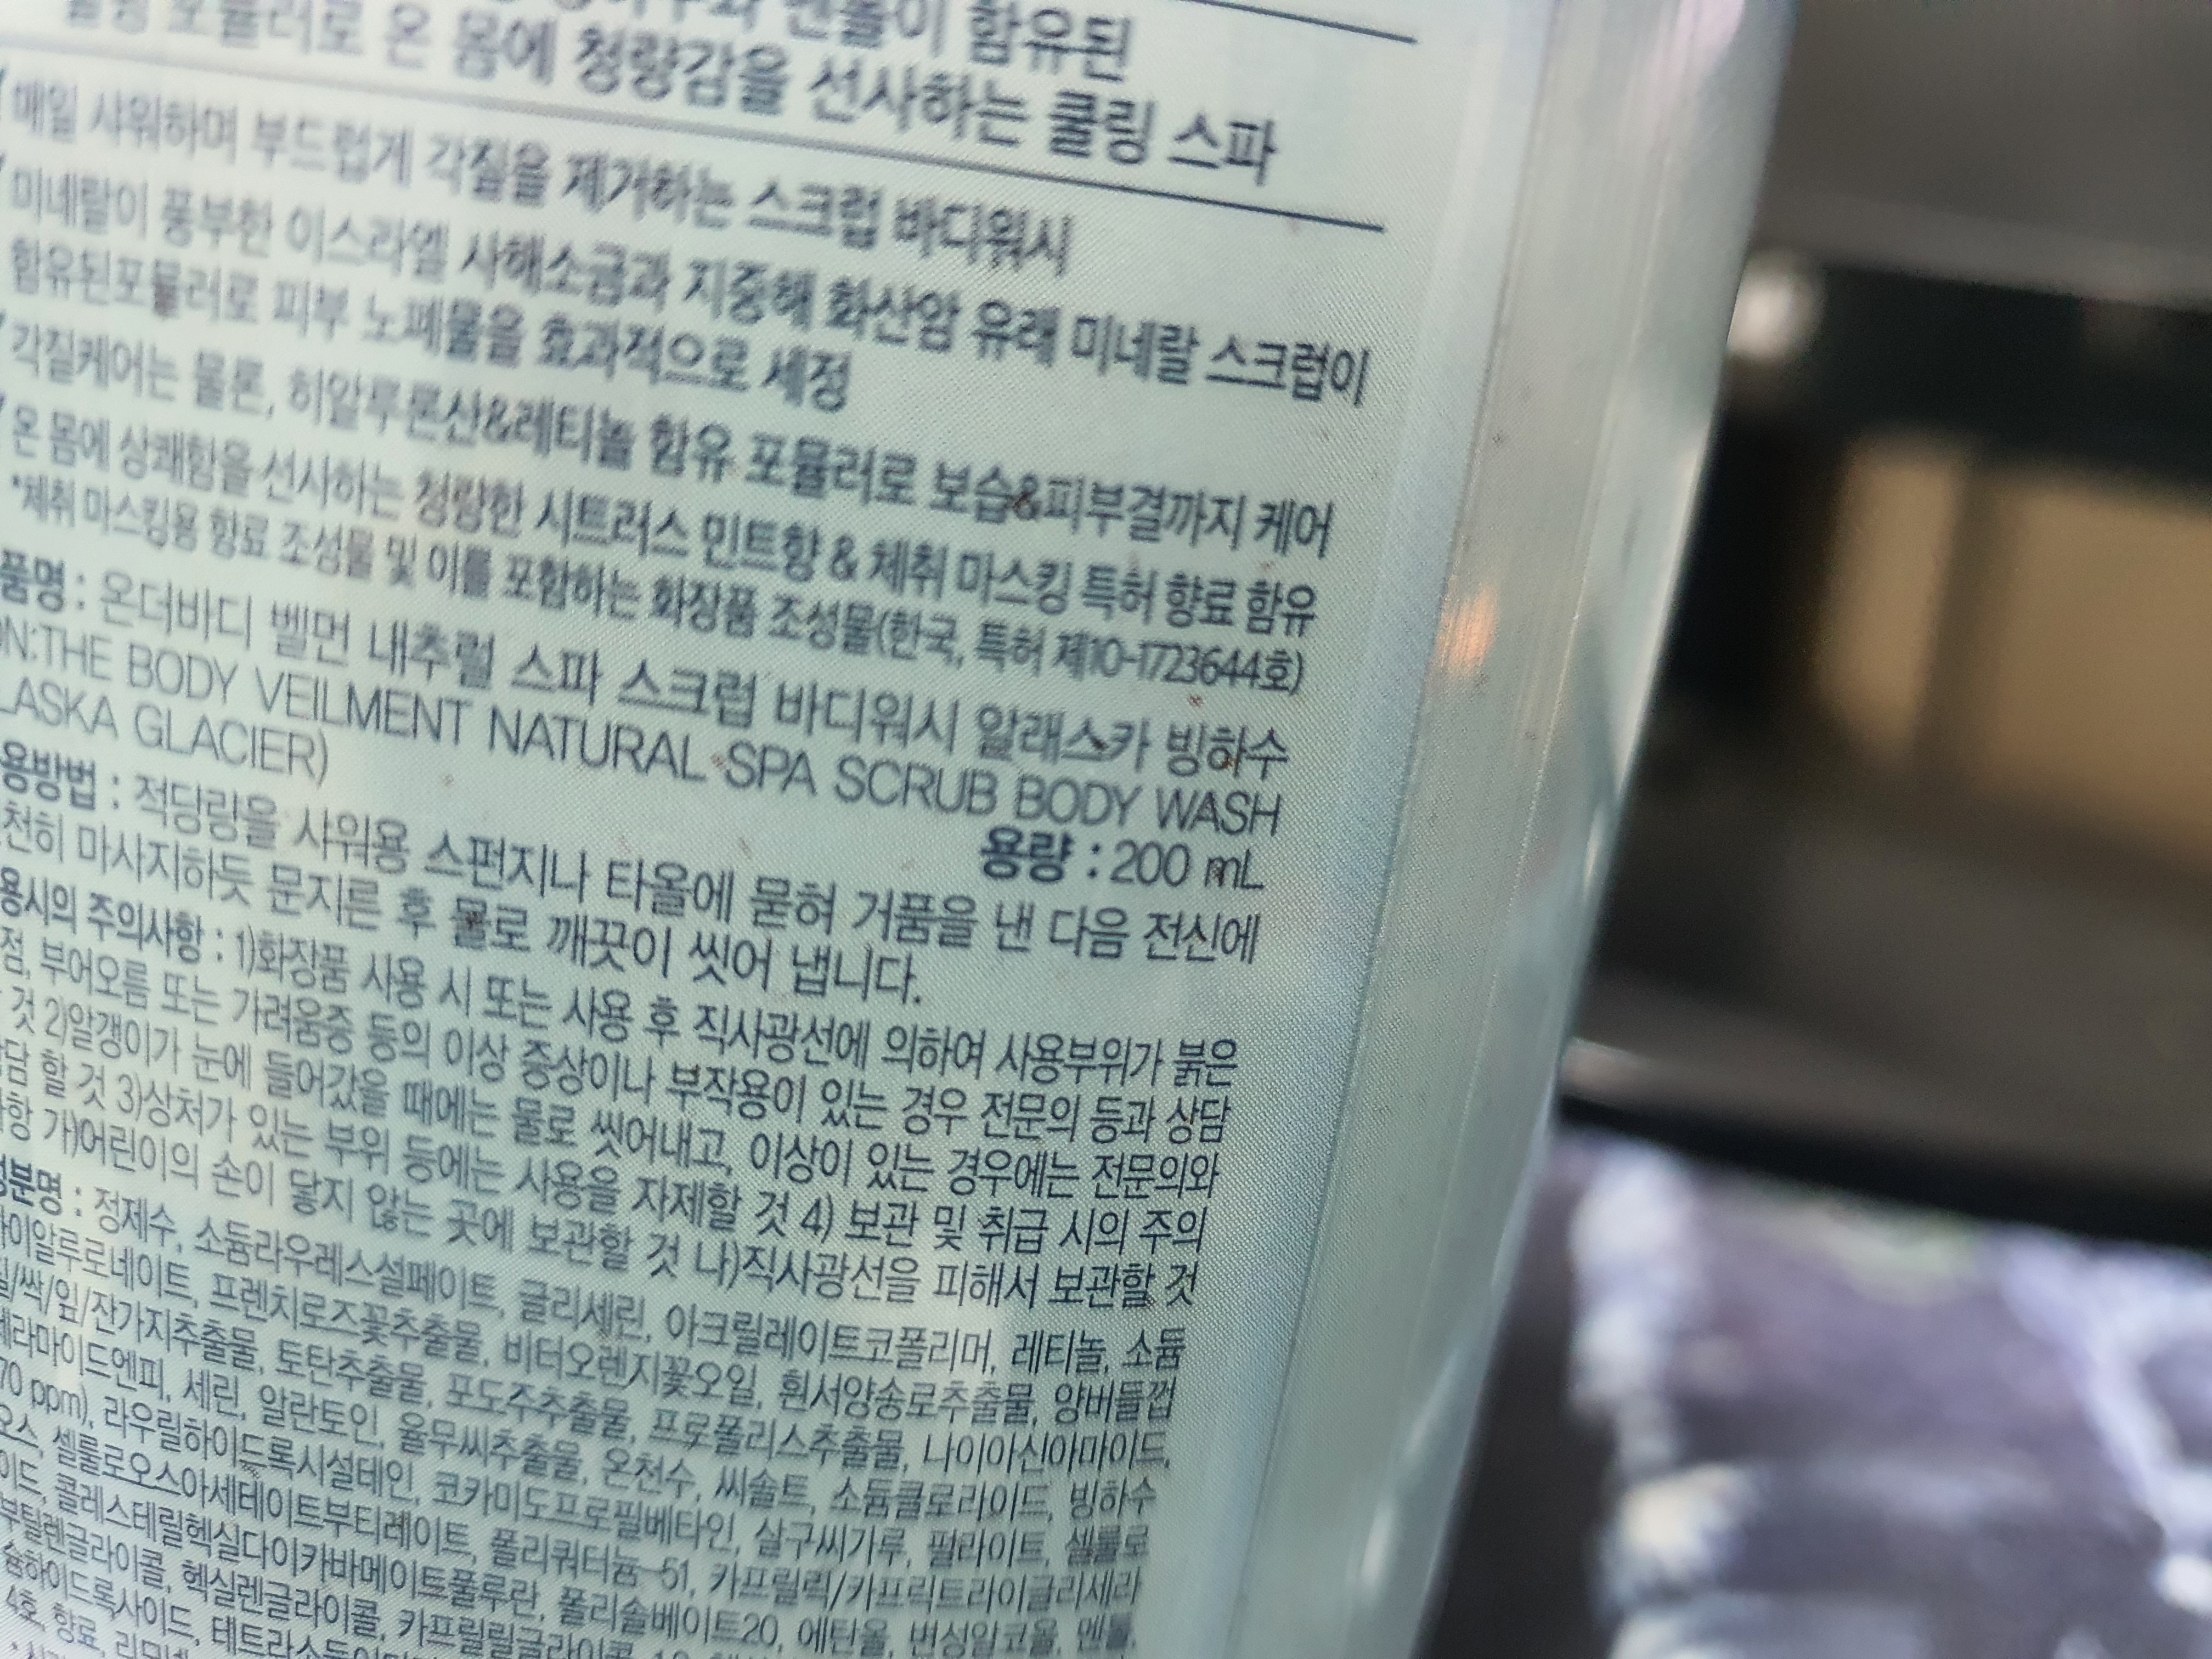 멘톨이 함유된
포뮬러로 온 몸에 청량감을 선사하는 쿨링 스파
매일 샤워하며 부드럽게 각질을 제거하는 스크럽 바디워시
미네랄이 풍부한 이스라엘 사해소금과 지중해 화산암 유래 미네랄 스크럽이
함유된포뮬러로 피부 노폐물을 효과적으로 세정
각질케어는 물론, 히알루론산&레티놀 함유 포뮬러로 보습&피부결까지 케어
온 몸에 상쾌함을 선사하는 청량한 시트러스 민트향 & 체취 마스킹 특허 향료 함유
*체취 마스킹용 향료 조성물 및 이를 포함하는 화장품 조성물(한국, 특허 제10-1723644호)
품명 : 온더바디 벨먼 내추럴 스파 스크럽 바디워시 알래스카 빙하수
ON:THE BODY VEILMENT NATURAL SPA SCRUB BODY WASH
LASKA GLACIER)
용량 : 200 mL
용방법 : 적당량을 샤워용 스펀지나 타올에 묻혀 거품을 낸 다음 전신에
천히 마사지하듯 문지른 후 물로 깨끗이 씻어 냅니다.
용시의 주의사항 : 1)화장품 사용 시 또는 사용 후 직사광선에 의하여 사용부위가 붉은
점, 부어오름 또는 가려움증 등의 이상 증상이나 부작용이 있는 경우 전문의 등과 상담
것 2)알갱이가 눈에 들어갔을 때에는 물로 씻어내고, 이상이 있는 경우에는 전문의와
담 할 것 3)상처가 있는 부위 등에는 사용을 자제할 것 4) 보관 및 취급 시의 주의
항 가)어린이의 손이 닿지 않는 곳에 보관할 것 나)직사광선을 피해서 보관할 것
성분명 : 정제수, 소듐라우레스설페이트, 글리세린, 아크릴레이트코폴리머, 레티놀, 소듐
하이알루로네이트, 프렌치로즈꽃추출물, 비터오렌지꽃오일, 흰서양송로추출물, 양버들껍
질/싹/잎/잔가지추출물, 토탄추출물, 포도주추출물, 프로폴리스추출물, 나이아신아마이드,
세라마이드엔피, 세린, 알란토인, 율무씨추출물, 온천수, 씨솔트, 소듐클로라이드, 빙하수
70 ppm), 라우릴하이드록시설테인, 코카미도프로필베타인, 살구씨가루, 펄라이트, 셀룰로
오스, 셀룰로오스아세테이트부티레이트, 폴리쿼터늄-51, 카프릴릭/카프릭트라이글리세라
이드, 콜레스테릴헥실다이카바메이트풀루란, 폴리솔베이트20, 에탄올, 변성알코올, 멘톨,
부틸렌글라이콜, 헥실렌글라이콜, 카프릴릴글라이콜,
슘하이드록사이드,
4호, 향료,